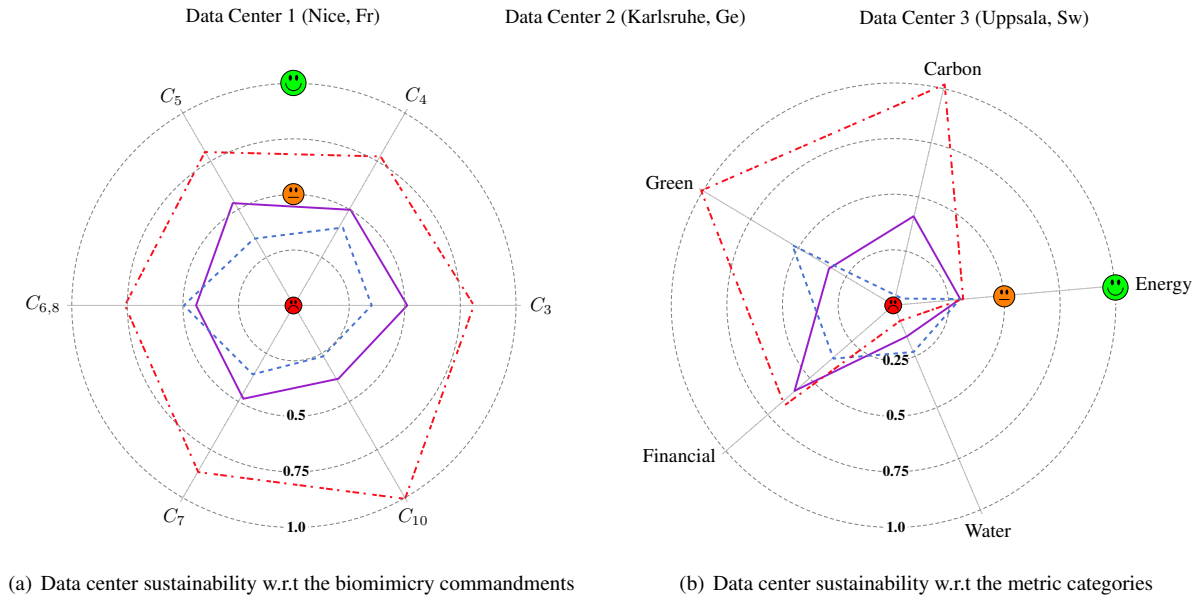 Data Center 1 (Nice, Fr) Data Center 2 (Karlsruhe, Ge) Data Center 3 (Uppsala, Sw)
C5
C4
C6,8
C3
C7
C10
0.5
0.75
1.0
Carbon
Green
Energy
0.25
0.5
Financial
0.75
Water
1.0
(a) Data center sustainability w.r.t the biomimicry commandments
(b) Data center sustainability w.r.t the metric categories